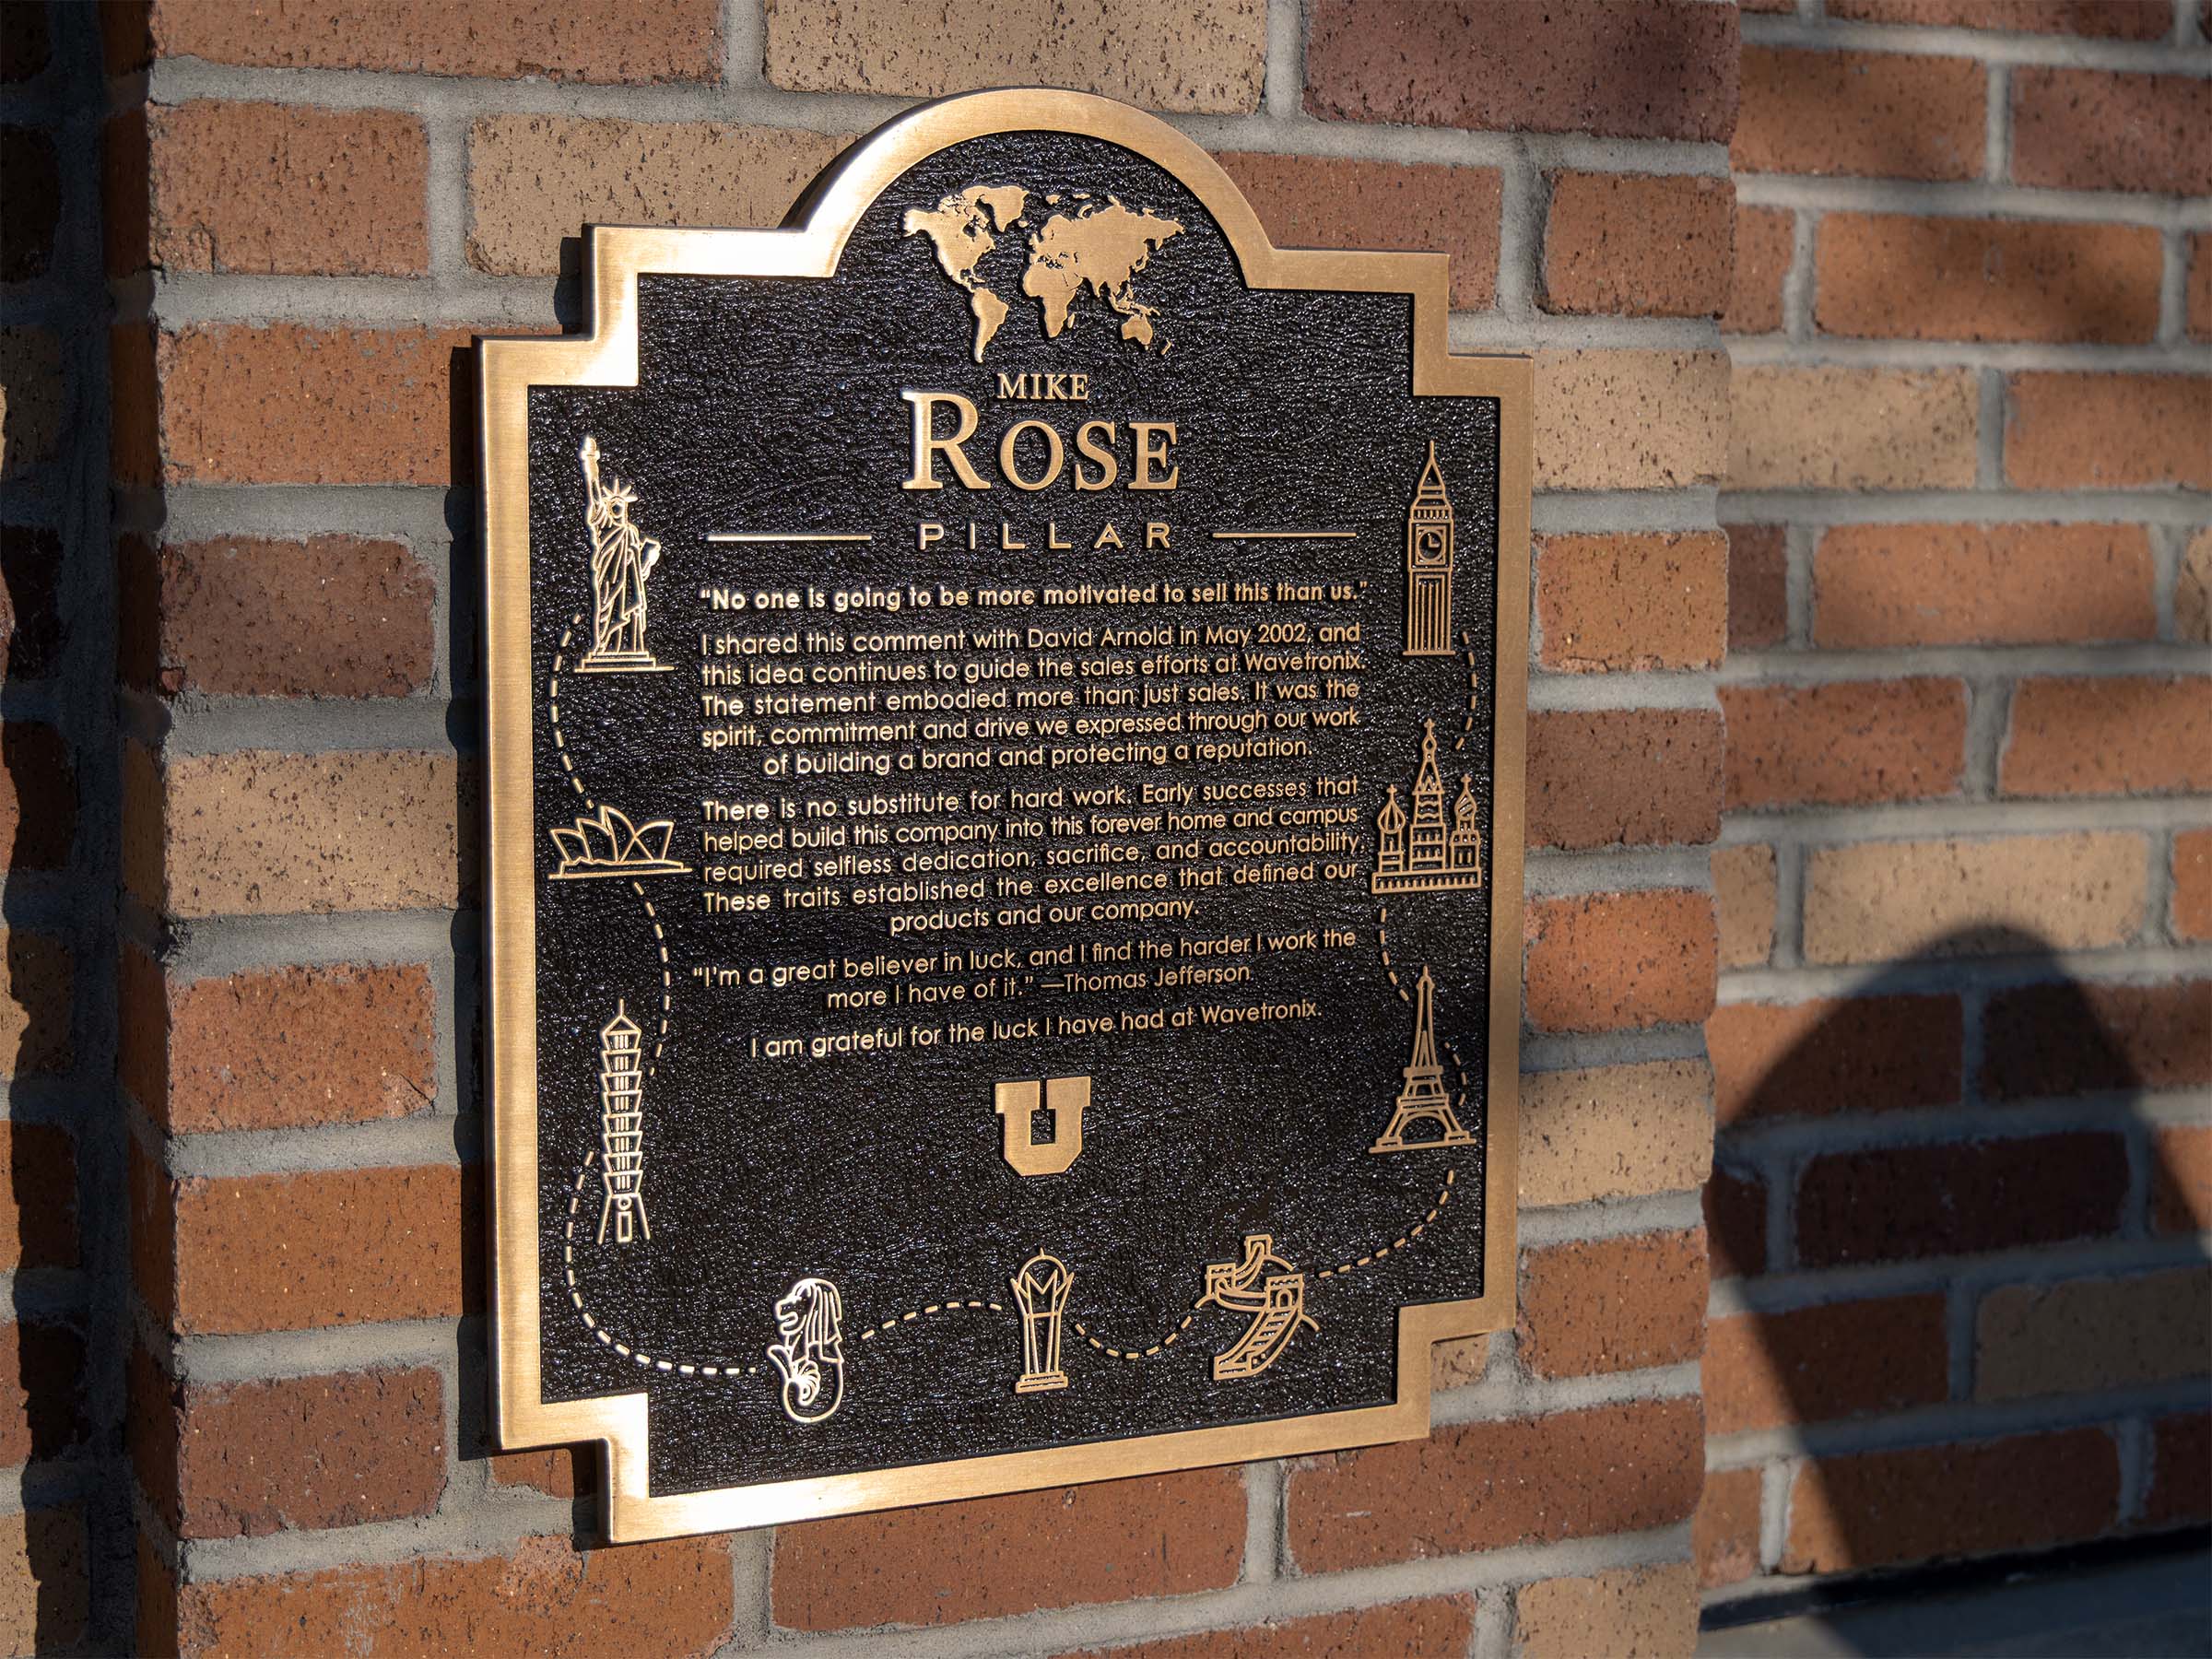 MIKE
ROSE
PILLAR
“No one is going to be more motivated to sell this than us.”
I shared this comment with David Arnold in May 2002, and
this idea continues to guide the sales efforts at Wavetronix.
The statement embodied more than just sales. It was the
spirit, commitment and drive we expressed through our work
of building a brand and protecting a reputation.
There is no substitute for hard work. Early successes that
helped build this company into this forever home and campus
required selfless dedication, sacrifice, and accountability.
These traits established the excellence that defined our
products and our company.
“I’m a great believer in luck, and I find the harder I work the
more I have of it.” —Thomas Jefferson
I am grateful for the luck I have had at Wavetronix.
U